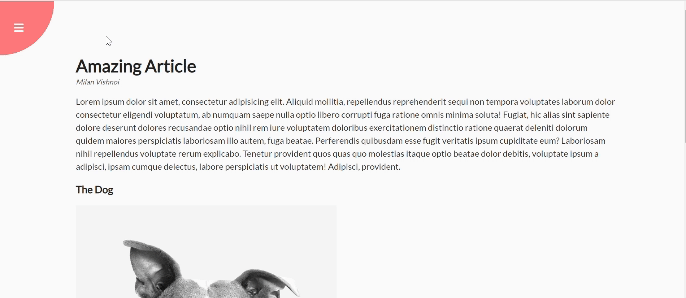 Amazing Article
Milan Vishnoi
Lorem ipsum dolor sit amet, consectetur adipisicing elit. Aliquid mollitia, repellendus reprehenderit sequi non tempora voluptates laborum dolor
consectetur eligendi voluptatum, ab numquam saepe nulla optio libero corrupti fuga ratione omnis minima soluta! Fugiat, hic alias sint sapiente
dolore deserunt dolores recusandae optio nihil rem iure voluptatem doloribus exercitationem distinctio ratione quaerat deleniti dolorum
quidem maiores perspiciatis laboriosam illo autem, fuga beatae. Perferendis quibusdam esse fugit veritatis ipsum cupiditate eum? Laboriosam
nihil repellendus voluptate rerum explicabo. Tenetur provident quos quas quo molestias itaque optio beatae dolor debitis, voluptate ipsum a
adipisci, ipsam cumque delectus, labore perspiciatis ut voluptatem! Adipisci, provident.
The Dog